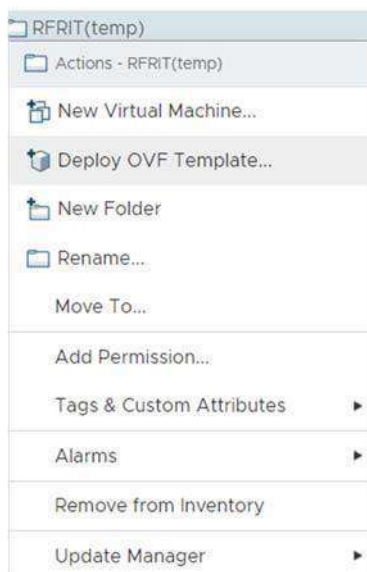 RFRIT(temp)
Actions - RFRIT(temp)
New Virtual Machine...
Deploy OVF Template...
New Folder
Rename...
Move To...
Add Permission...
Tags & Custom Attributes
Alarms
Remove from Inventory
Update Manager